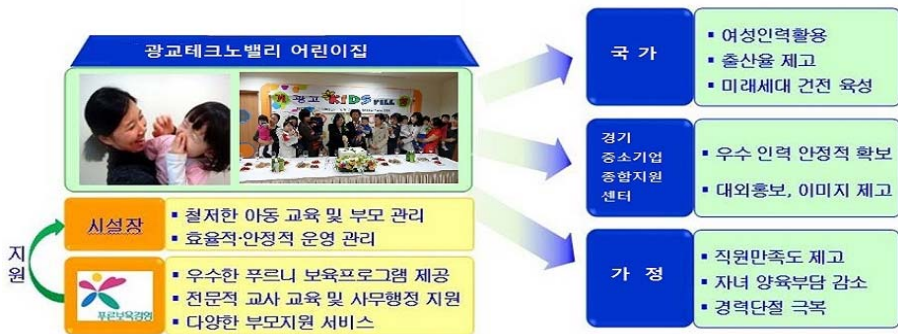 광교테크노밸리 어린이집
광교 KIDS
시설장
▪ 철저한 아동 교육 및 부모 관리
▪ 효율적·안정적 운영 관리
지원
푸른보육경영
▪ 우수한 푸르니 보육프로그램 제공
▪ 전문적 교사 교육 및 사무행정 지원
▪ 다양한 부모지원 서비스
국 가
▪ 여성인력활용
▪ 출산율 제고
▪ 미래세대 건전 육성
경기
중소기업
종합지원
센터
▪ 우수 인력 안정적 확보
▪ 대외홍보, 이미지 제고
가 정
▪ 직원만족도 제고
▪ 자녀 양육부담 감소
▪ 경력단절 극복